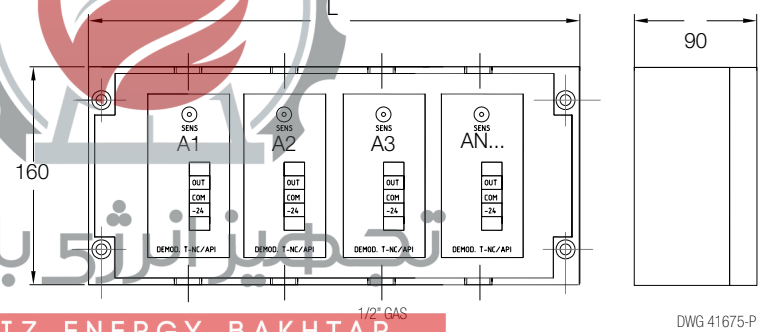 L
90
SENS SENS SENS SENS
A1 A2 A3 AN...
160
OUT OUT OUT OUT
COM COM COM COM
-24 -24 -24 -24
DEMOD. T-NC/API DEMOD. T-NC/API DEMOD. T-NC/API DEMOD. T-NC/API
تجهیز انرژی
1/2" GAS
IZ ENERGY BAKHTAR
DWG 41675-P